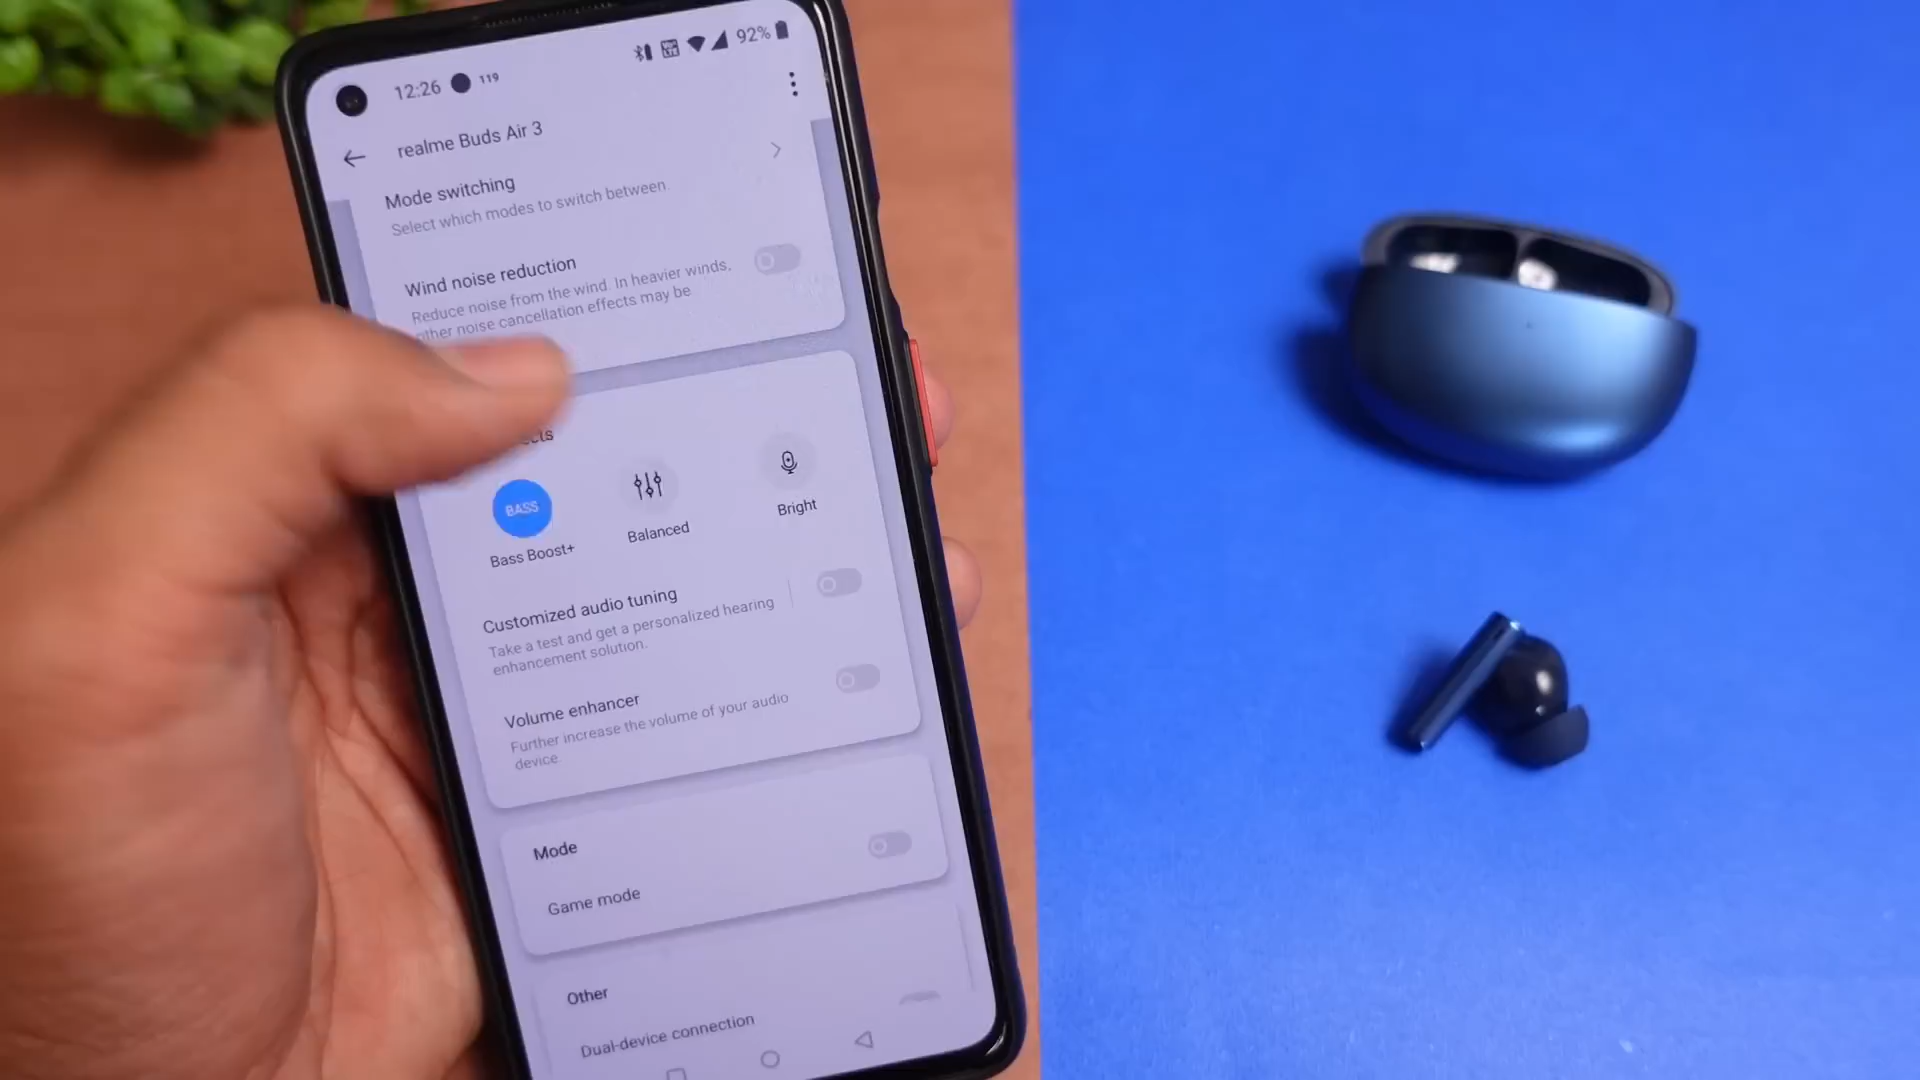 12:26 119 92%
realme Buds Air 3
Mode switching
Select which modes to switch between.
Wind noise reduction
Reduce noise from the wind. In heavier winds,
other noise cancellation effects may be
BASS
Bass Boost+
Balanced
Bright
Customized audio tuning
Take a test and get a personalized hearing
enhancement solution.
Volume enhancer
Further increase the volume of your audio
device.
Mode
Game mode
Other
Dual-device connection